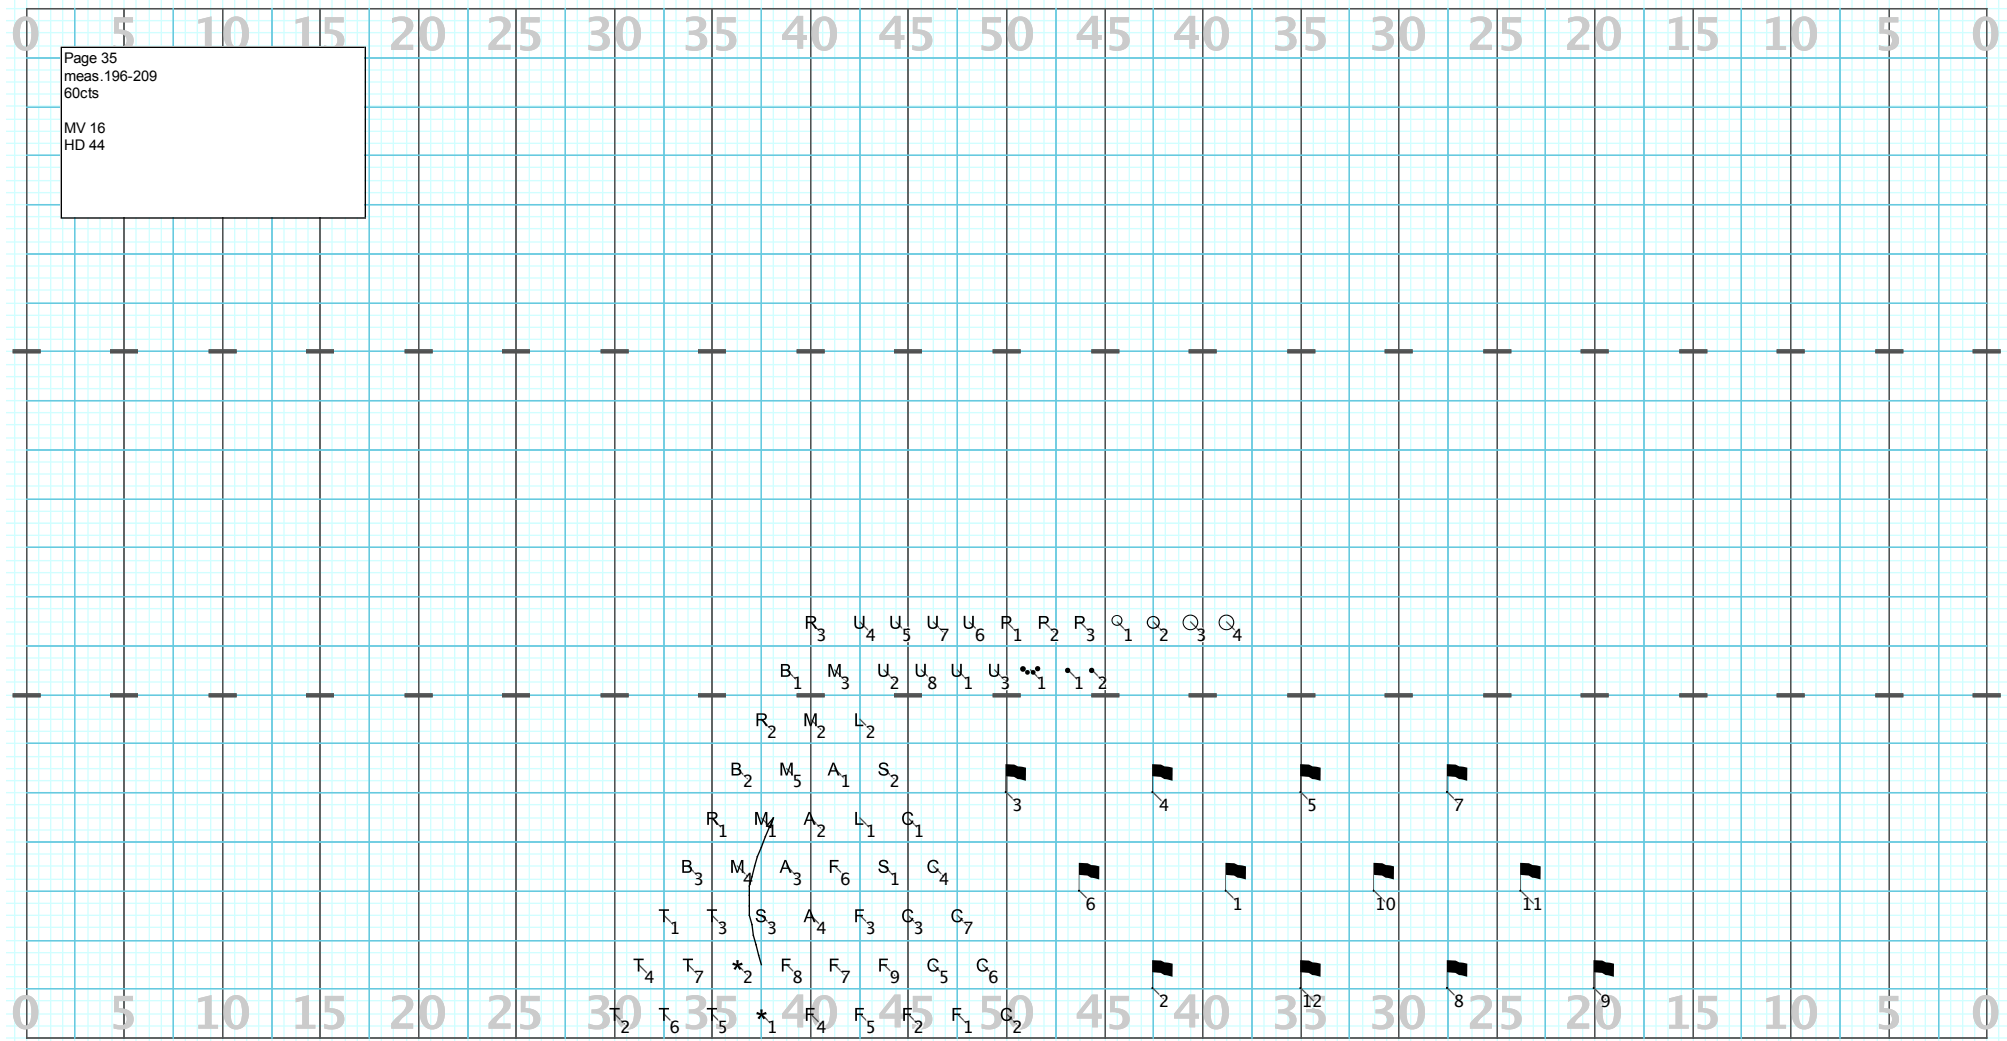 0 5 10 15 20 25 30 35 40 45 50 45 40 35 30 25 20 15 10 5 0
Page 35
meas.196-209
60cts
MV 16
HD 44
R3 U4 U5 U7 U6 P1 P2 P3 1 2 3 4
B1 M3 U2 U8 U1 U3 1 1 2
R2 M2 L2
B2 M5 A1 S2
3 4 5 7
R1 M1 A2 L1 C1
B3 M4 A3 F6 S1 C4
6 1 10 11
T1 T3 S3 A4 F3 C3 C7
T4 T7 *2 F8 F7 F9 C5 C6
2 12 8 9
T2 T6 T5 *1 F4 F5 F2 F1 C2
0 5 10 15 20 25 30 35 40 45 50 45 40 35 30 25 20 15 10 5 0